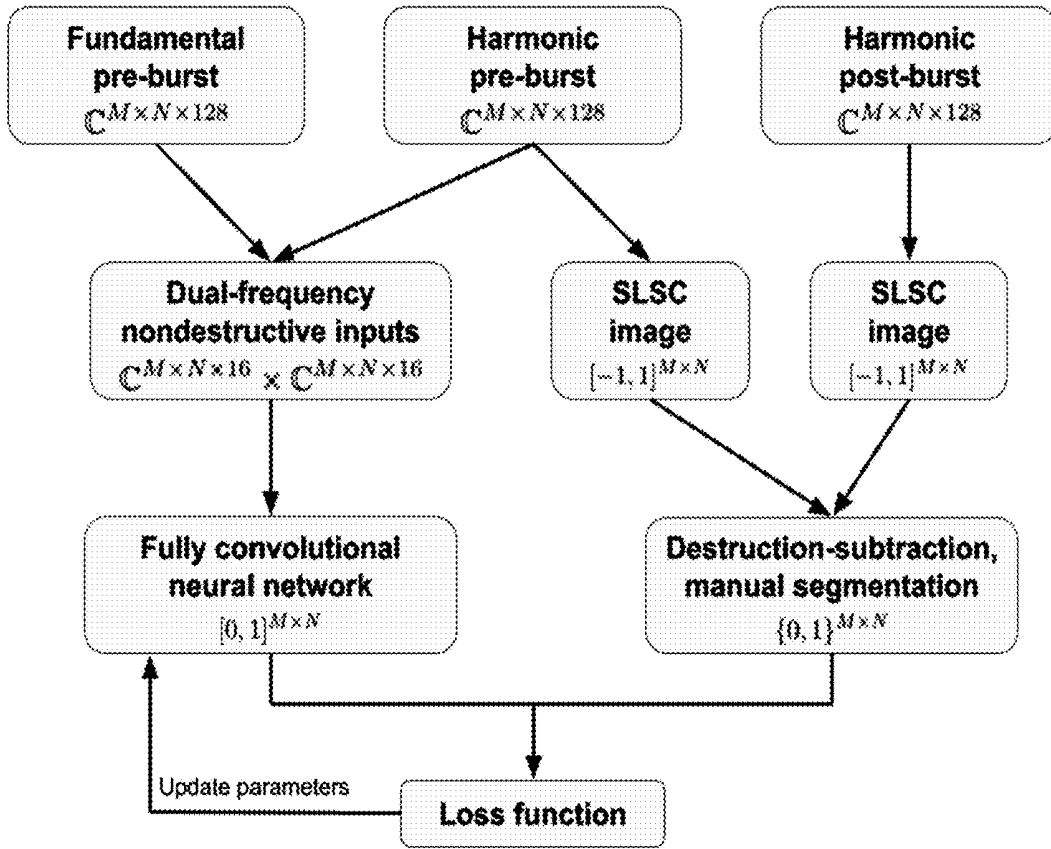 Fundamental
pre-burst
ℂ^{M×N×128}
Harmonic
pre-burst
ℂ^{M×N×128}
Harmonic
post-burst
ℂ^{M×N×128}
Dual-frequency
nondestructive inputs
ℂ^{M×N×16} × ℂ^{M×N×16}
SLSC
image
[−1, 1]^{M×N}
SLSC
image
[−1, 1]^{M×N}
Fully convolutional
neural network
[0, 1]^{M×N}
Destruction-subtraction,
manual segmentation
{0, 1}^{M×N}
Update parameters
Loss function